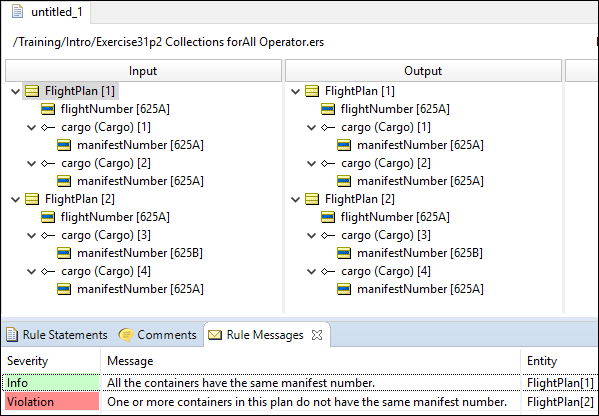 untitled_1
/Training/Intro/Exercise31p2 Collections forAll Operator.ers
Input Output
FlightPlan [1] FlightPlan [1]
flightNumber [625A] flightNumber [625A]
cargo (Cargo) [1] cargo (Cargo) [1]
manifestNumber [625A] manifestNumber [625A]
cargo (Cargo) [2] cargo (Cargo) [2]
manifestNumber [625A] manifestNumber [625A]
FlightPlan [2] FlightPlan [2]
flightNumber [625A] flightNumber [625A]
cargo (Cargo) [3] cargo (Cargo) [3]
manifestNumber [625B] manifestNumber [625B]
cargo (Cargo) [4] cargo (Cargo) [4]
manifestNumber [625A] manifestNumber [625A]
Rule Statements Comments Rule Messages
Severity Message Entity
Info All the containers have the same manifest number. FlightPlan[1]
Violation One or more containers in this plan do not have the same manifest number. FlightPlan[2]